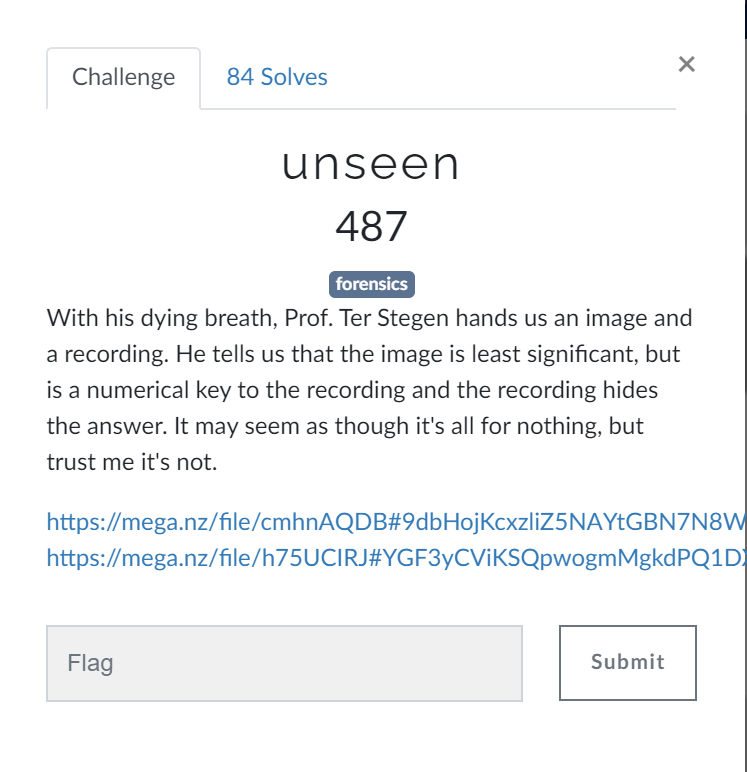 Challenge
84 Solves
×
unseen
487
forensics
With his dying breath, Prof. Ter Stegen hands us an image and
a recording. He tells us that the image is least significant, but
is a numerical key to the recording and the recording hides
the answer. It may seem as though it's all for nothing, but
trust me it's not.
https://mega.nz/file/cmhnAQDB#9dbHojKcxzliZ5NAYtGBN7N8W
https://mega.nz/file/h75UCIRJ#YGF3yCViKSQpwogmMgkdPQ1D
Flag
Submit